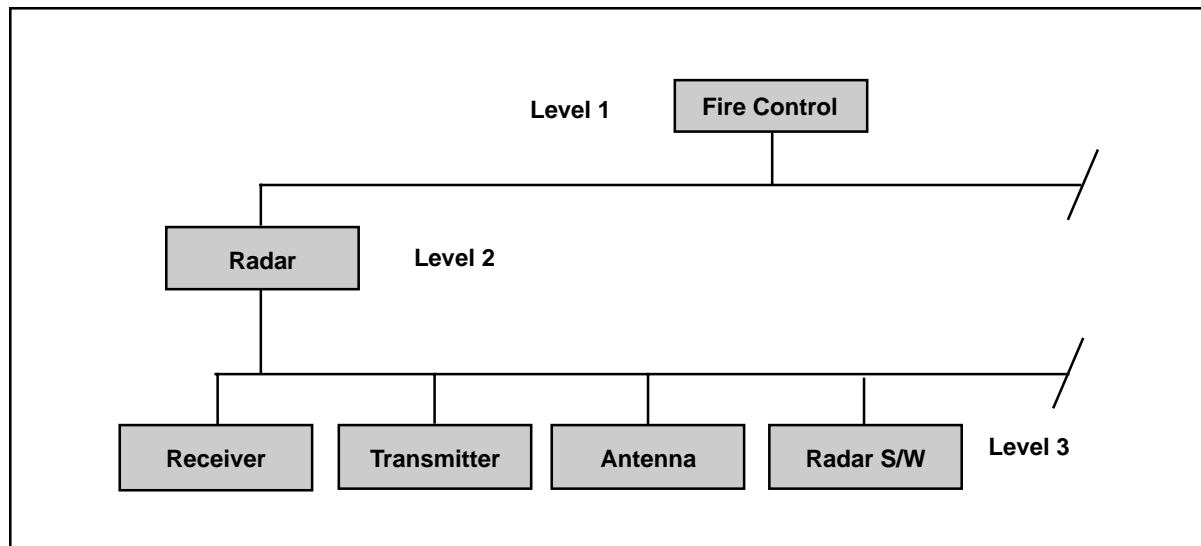 Level 1
Fire Control
Radar
Level 2
Receiver
Transmitter
Antenna
Radar S/W
Level 3